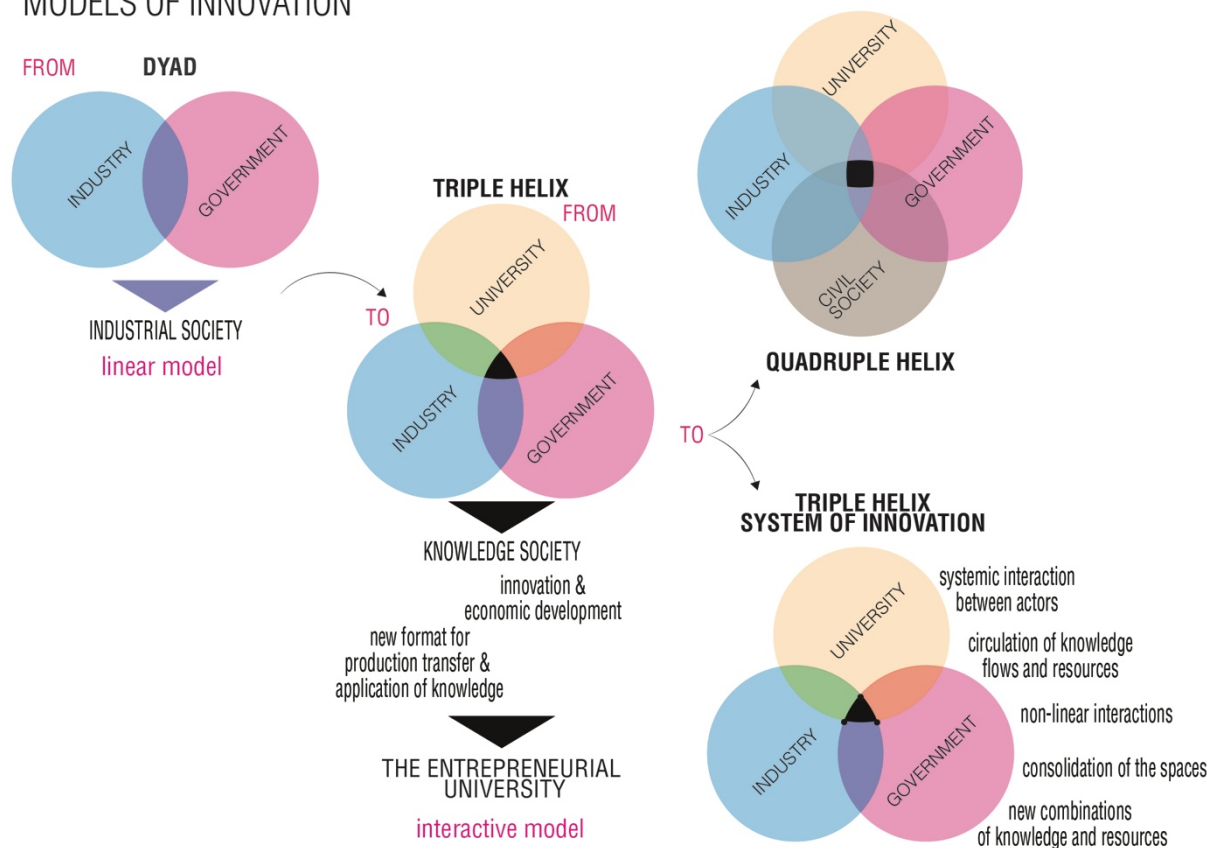 MODELS OF INNOVATION
FROM
DYAD
INDUSTRY
GOVERNMENT
INDUSTRIAL SOCIETY
linear model
TO
TRIPLE HELIX
FROM
UNIVERSITY
INDUSTRY
GOVERNMENT
KNOWLEDGE SOCIETY
innovation &
economic development
new format for
production transfer &
application of knowledge
THE ENTREPRENEURIAL
UNIVERSITY
interactive model
TO
UNIVERSITY
INDUSTRY
GOVERNMENT
CIVIL
SOCIETY
QUADRUPLE HELIX
TRIPLE HELIX
SYSTEM OF INNOVATION
UNIVERSITY
INDUSTRY
GOVERNMENT
systemic interaction
between actors
circulation of knowledge
flows and resources
non-linear interactions
consolidation of the spaces
new combinations
of knowledge and resources